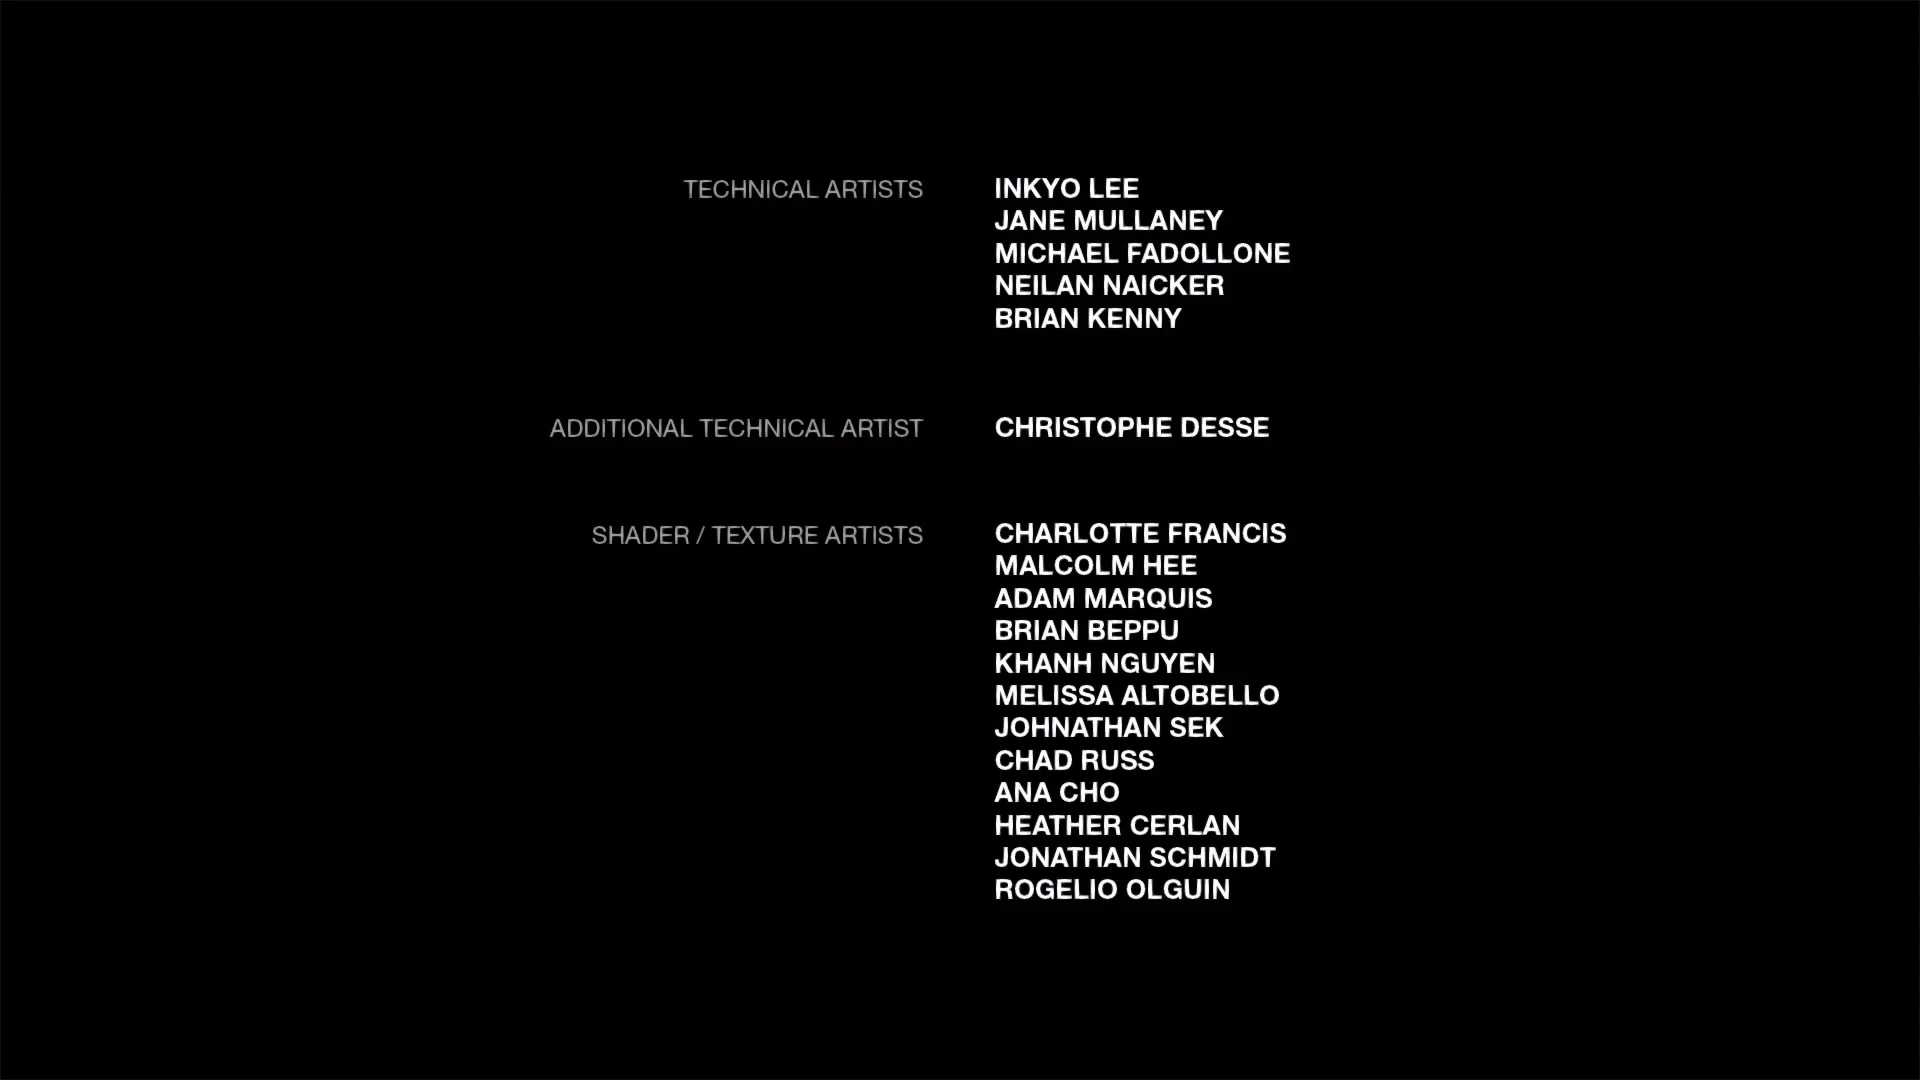 TECHNICAL ARTISTS INKYO LEE
JANE MULLANEY
MICHAEL FADOLLONE
NEILAN NAICKER
BRIAN KENNY
ADDITIONAL TECHNICAL ARTIST CHRISTOPHE DESSE
SHADER / TEXTURE ARTISTS CHARLOTTE FRANCIS
MALCOLM HEE
ADAM MARQUIS
BRIAN BEPPU
KHANH NGUYEN
MELISSA ALTOBELLO
JOHNATHAN SEK
CHAD RUSS
ANA CHO
HEATHER CERLAN
JONATHAN SCHMIDT
ROGELIO OLGUIN